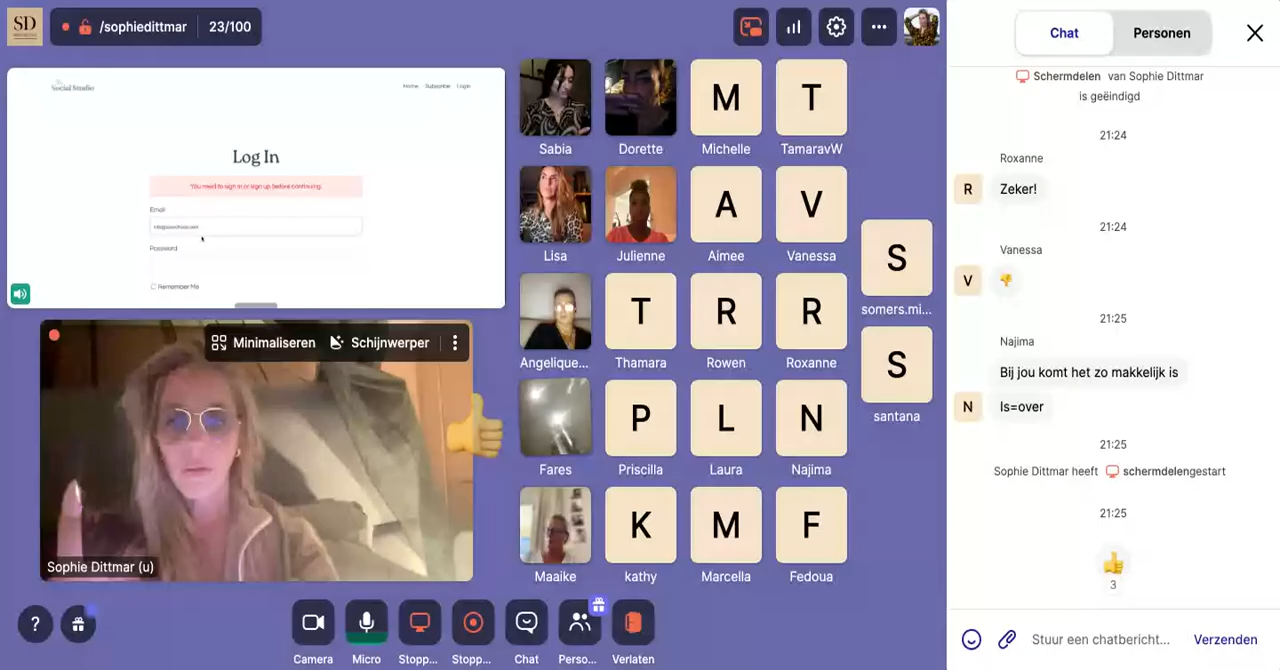 SD
/sophiedittmar
23/100
Social Studio
Home
Subscribe
Login
Log In
You need to sign in or sign up before continuing.
Email
Password
Remember Me
Minimaliseren
Schijnwerper
Sophie Dittmar (u)
Sabia
Dorette
M
Michelle
T
TamaravW
Lisa
Julienne
A
Aimee
V
Vanessa
S
somers.mi...
Angelique...
T
Thamara
R
Rowen
R
Roxanne
S
santana
Fares
P
Priscilla
L
Laura
N
Najima
Maaike
K
kathy
M
Marcella
F
Fedoua
?
Camera
Micro
Stopp...
Stopp...
Chat
Perso...
Verlaten
Chat
Personen
Schermdelen van Sophie Dittmar
is geëindigd
21:24
Roxanne
R
Zeker!
21:24
Vanessa
V
21:25
Najima
Bij jou komt het zo makkelijk is
N
Is=over
21:25
Sophie Dittmar heeft schermdelengestart
21:25
3
Stuur een chatbericht...
Verzenden